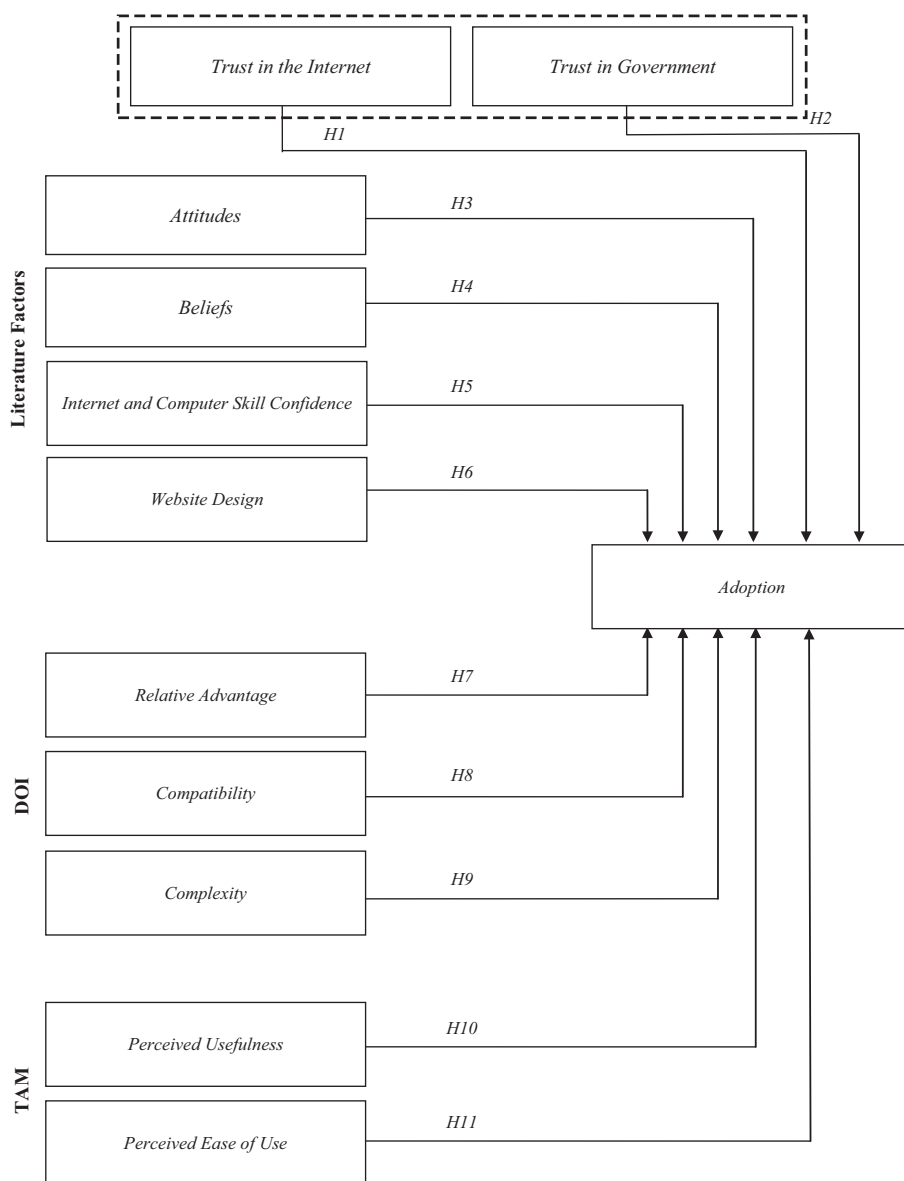 Trust in the Internet
Trust in Government
H1
H2
Literature Factors
Attitudes
H3
Beliefs
H4
Internet and Computer Skill Confidence
H5
Website Design
H6
Adoption
DOI
Relative Advantage
H7
Compatibility
H8
Complexity
H9
TAM
Perceived Usefulness
H10
Perceived Ease of Use
H11